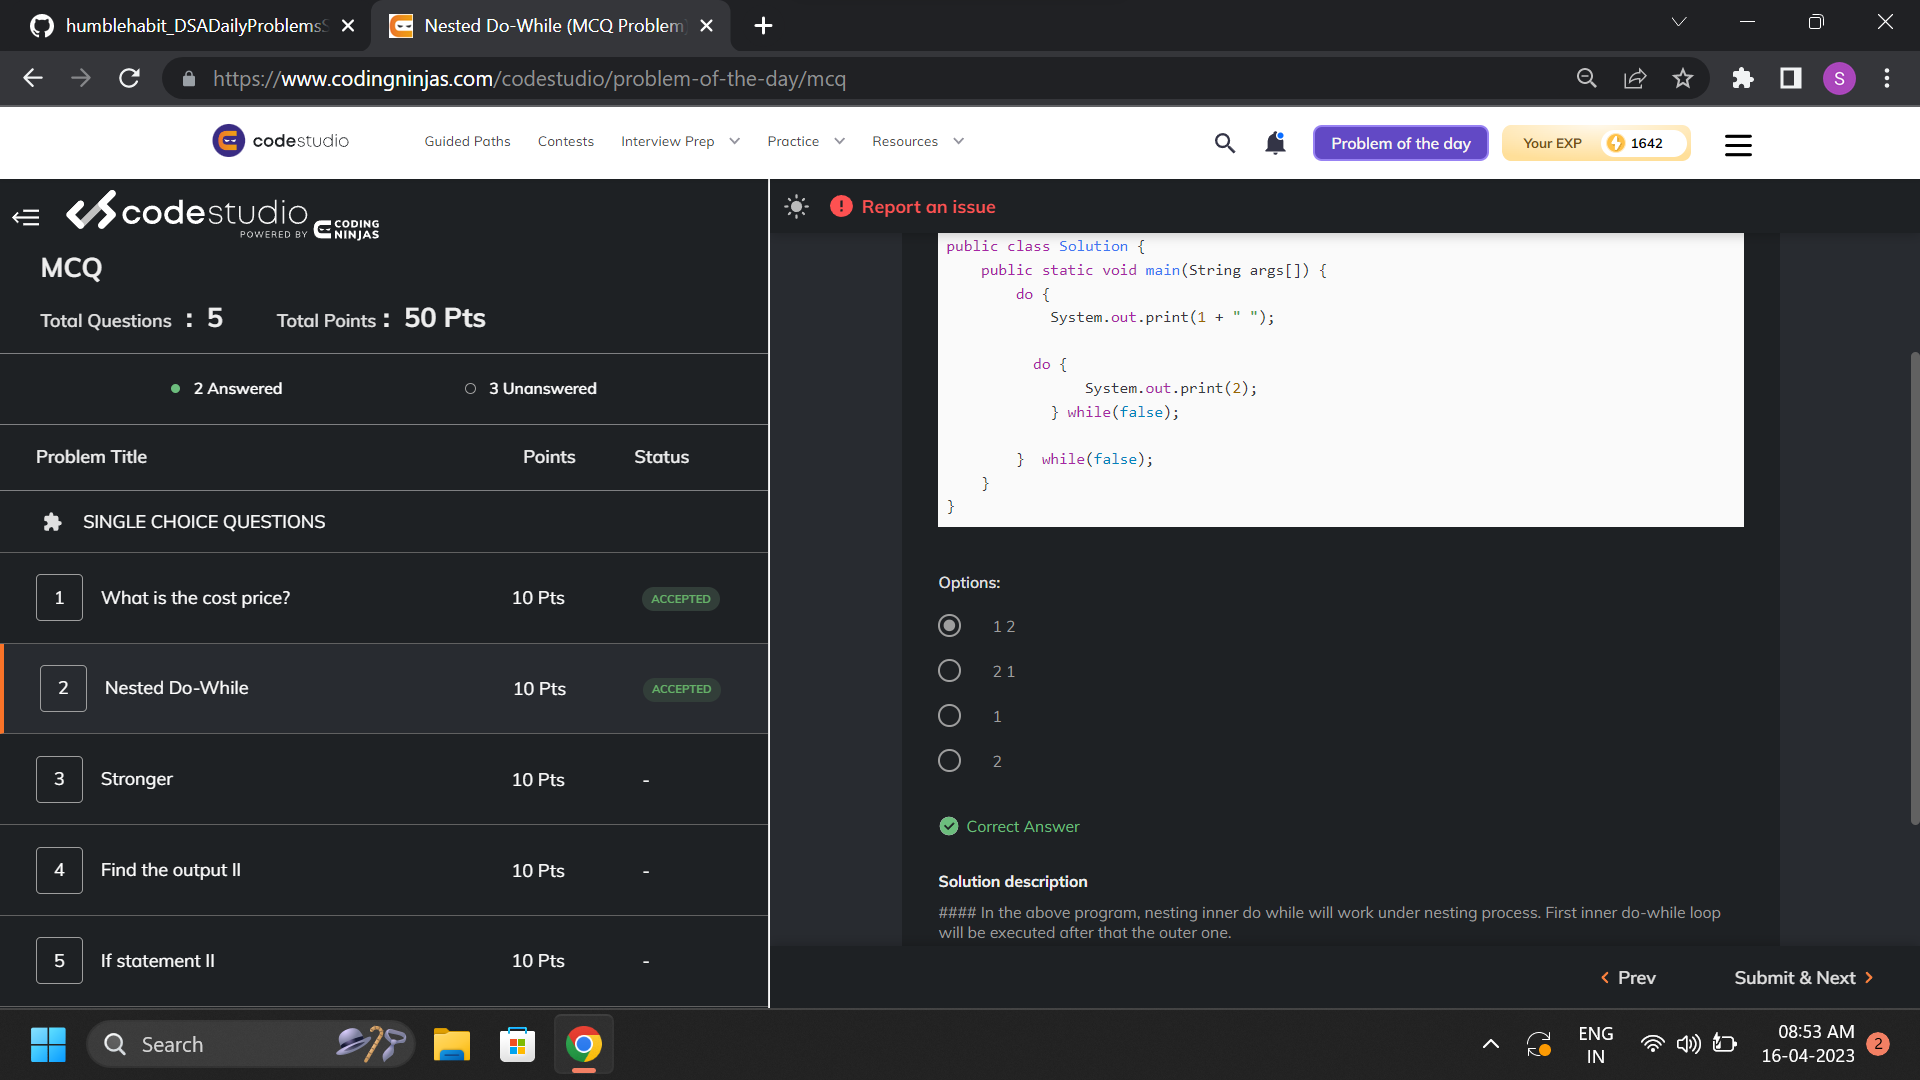 humblehabit_DSADailyProblemsS
Nested Do-While (MCQ Problem)
https://www.codingninjas.com/codestudio/problem-of-the-day/mcq
S
codestudio
Guided Paths
Contests
Interview Prep
Practice
Resources
Problem of the day
Your EXP
1642
codestudio
POWERED BY
CODING
NINJAS
MCQ
Total Questions : 5
Total Points : 50 Pts
2 Answered
3 Unanswered
Problem Title
Points
Status
SINGLE CHOICE QUESTIONS
1
What is the cost price?
10 Pts
ACCEPTED
2
Nested Do-While
10 Pts
ACCEPTED
3
Stronger
10 Pts
-
4
Find the output II
10 Pts
-
5
If statement II
10 Pts
-
Report an issue
public class Solution {
public static void main(String args[]) {
do {
System.out.print(1 + " ");
do {
System.out.print(2);
} while(false);
} while(false);
}
}
Options:
1 2
2 1
1
2
Correct Answer
Solution description
#### In the above program, nesting inner do while will work under nesting process. First inner do-while loop
will be executed after that the outer one.
Prev
Submit & Next
Search
ENG
IN
08:53 AM
16-04-2023
2